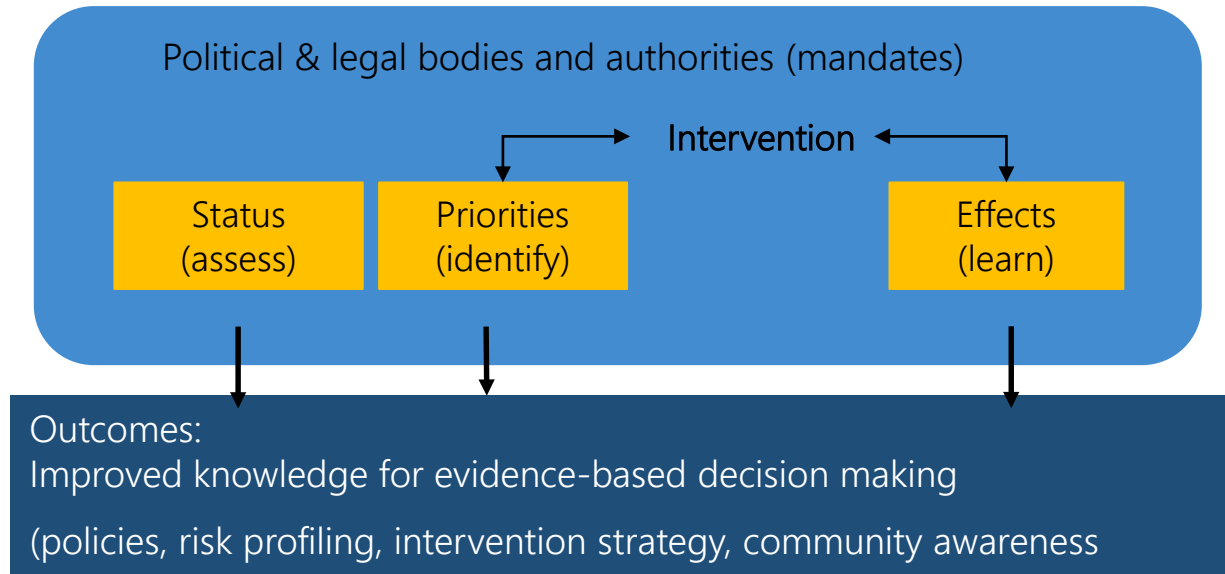 Political & legal bodies and authorities (mandates)
Intervention
Status
(assess)
Priorities
(identify)
Effects
(learn)
Outcomes:
Improved knowledge for evidence-based decision making
(policies, risk profiling, intervention strategy, community awareness